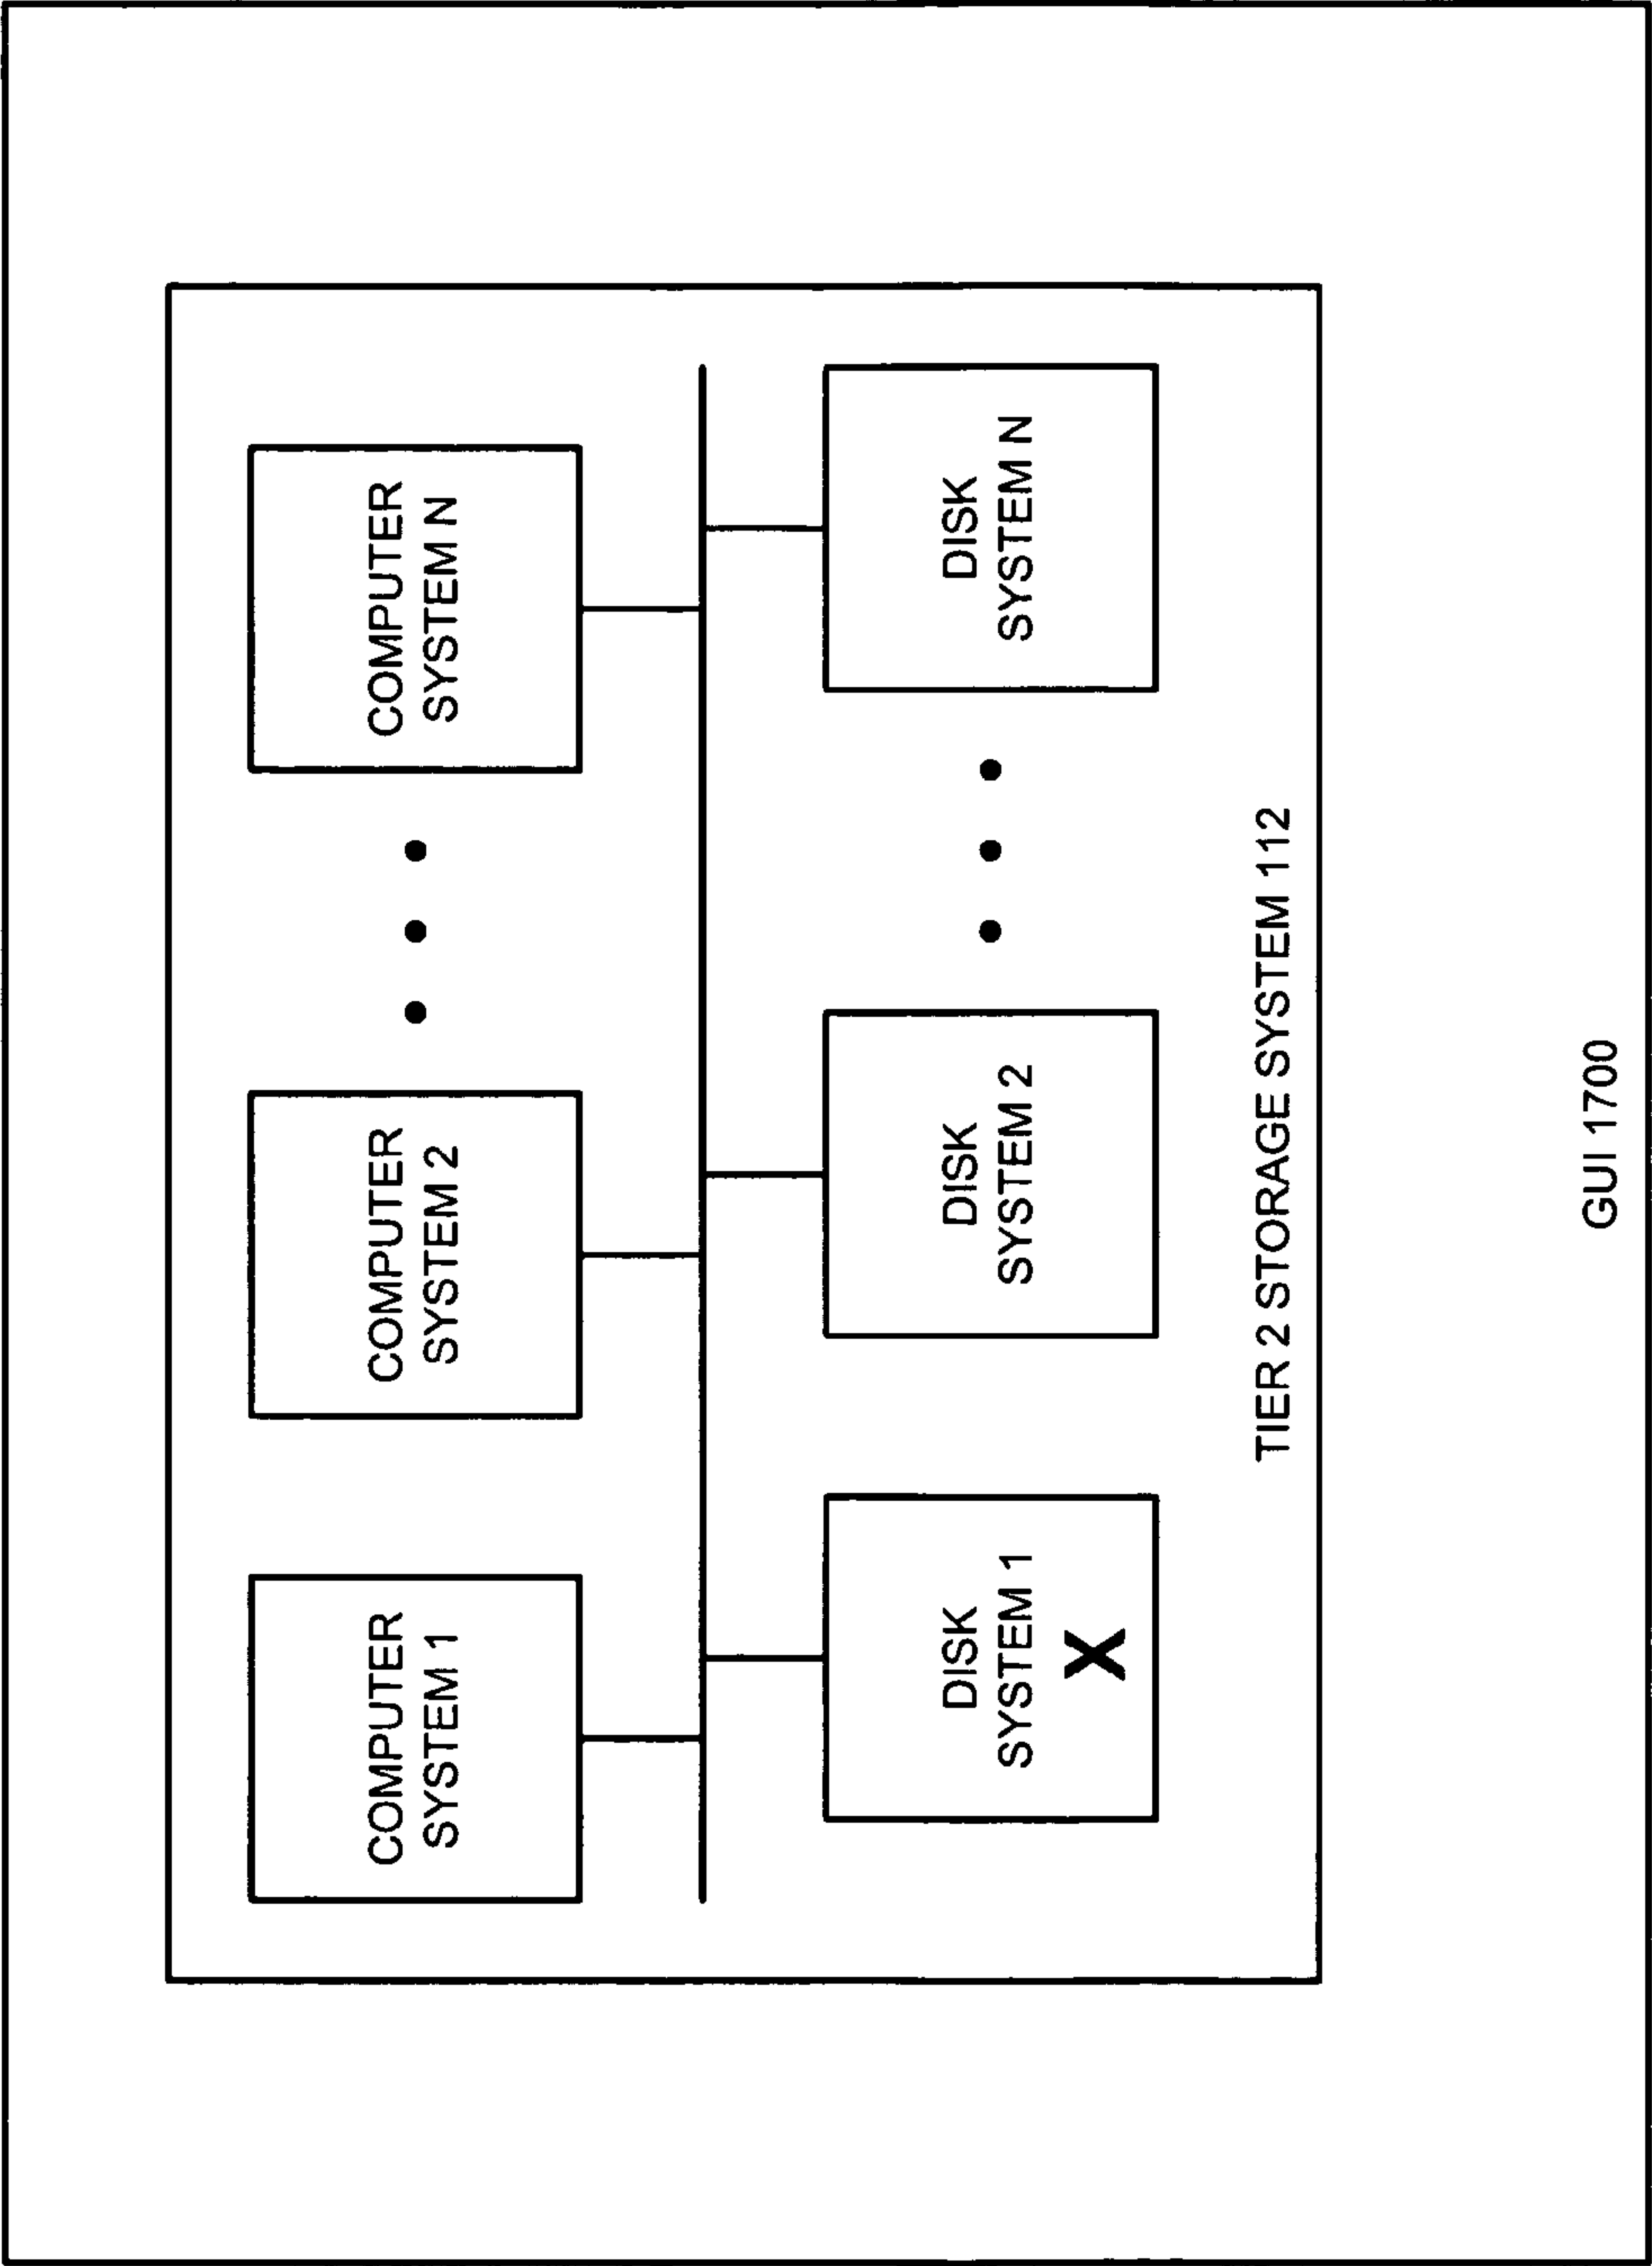 COMPUTER
SYSTEM 1
COMPUTER
SYSTEM 2
COMPUTER
SYSTEM N
DISK
SYSTEM 1
X
DISK
SYSTEM 2
DISK
SYSTEM N
TIER 2 STORAGE SYSTEM 112
GUI 1700